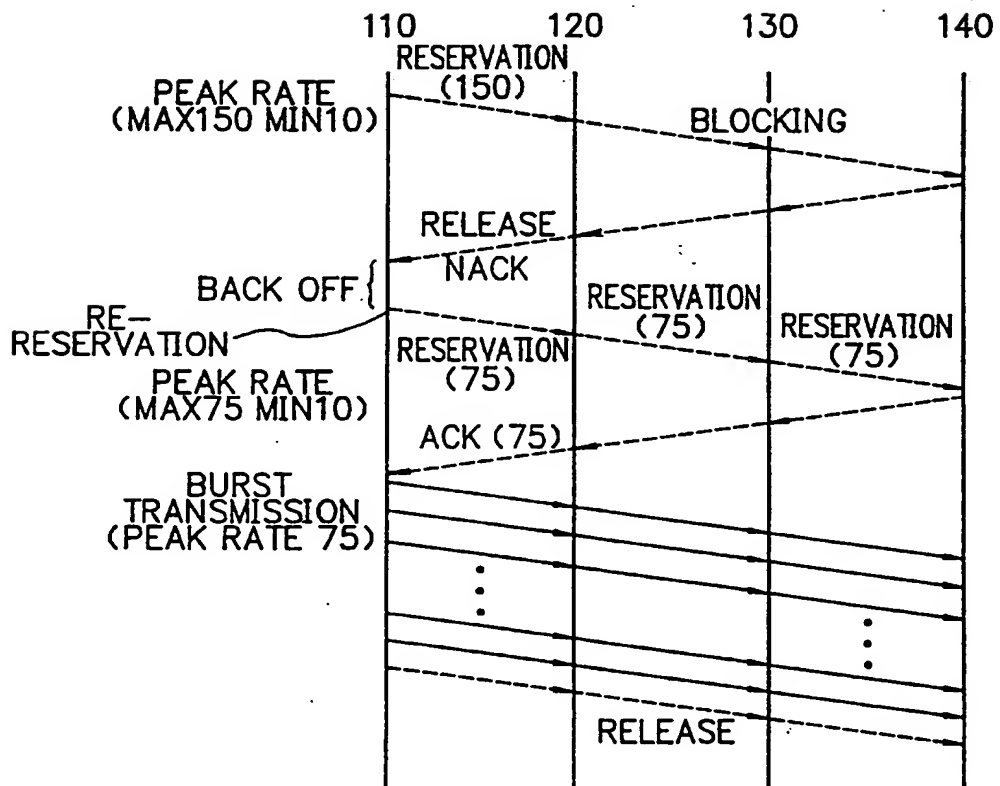 110 120 130 140
RESERVATION
(150)
PEAK RATE
(MAX150 MIN10)
BLOCKING
RELEASE
NACK
BACK OFF
RE-
RESERVATION
RESERVATION
(75)
RESERVATION
(75)
RESERVATION
(75)
PEAK RATE
(MAX75 MIN10)
ACK (75)
BURST
TRANSMISSION
(PEAK RATE 75)
RELEASE